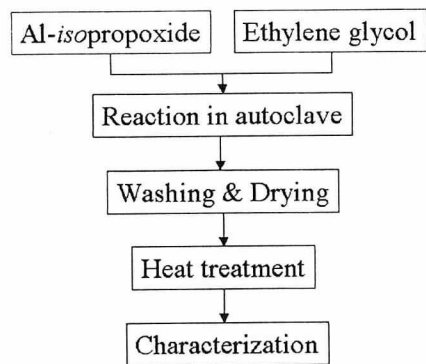 Al-isopropoxide
Ethylene glycol
Reaction in autoclave
Washing & Drying
Heat treatment
Characterization